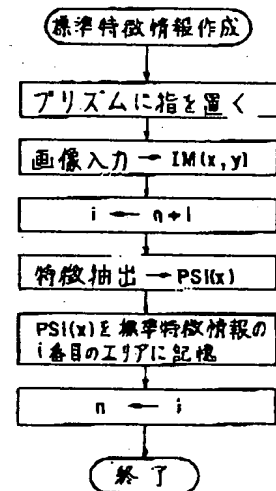 標準特徴情報作成
プリズムに指を置く
画像入力→IM(x,y)
i ← n+1
特徴抽出→PSI(x)
PSI(x)を標準特徴情報の
i番目のエリアに記憶
n ← i
終了